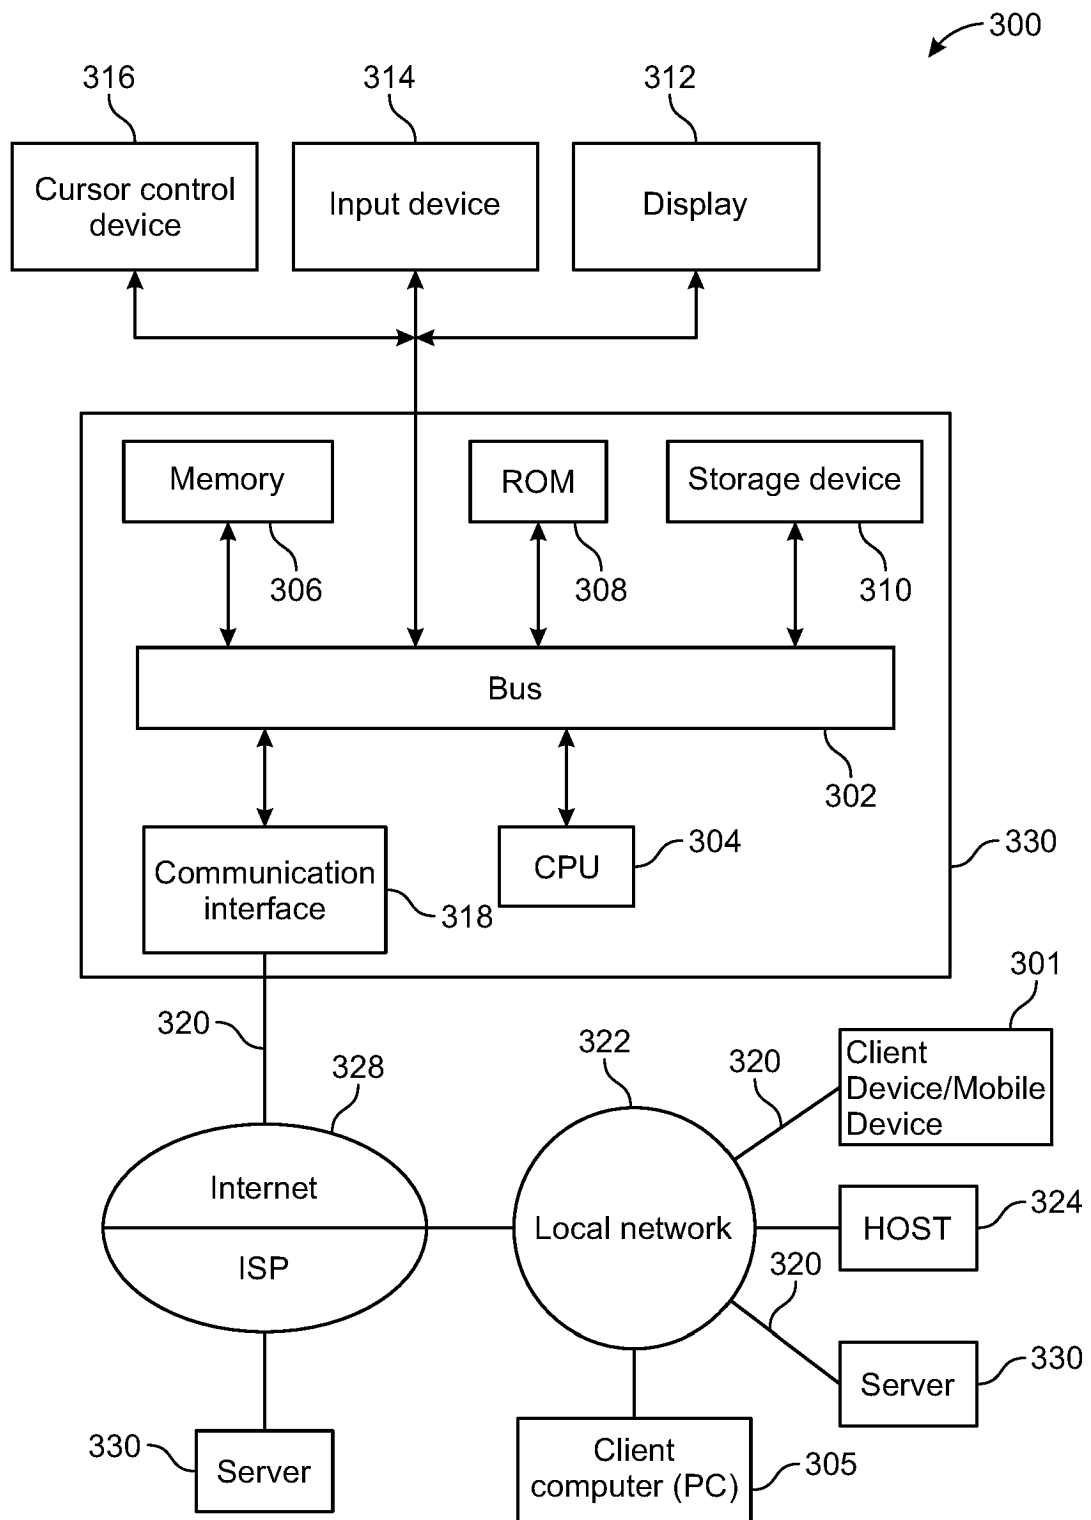 300
316
314
312
Cursor control
device
Input device
Display
Memory
ROM
Storage device
306
308
310
Bus
302
Communication
interface
318
CPU
304
330
320
328
322
320
301
Client
Device/Mobile
Device
Internet
ISP
Local network
HOST
324
320
Server
330
330
Server
Client
computer (PC)
305